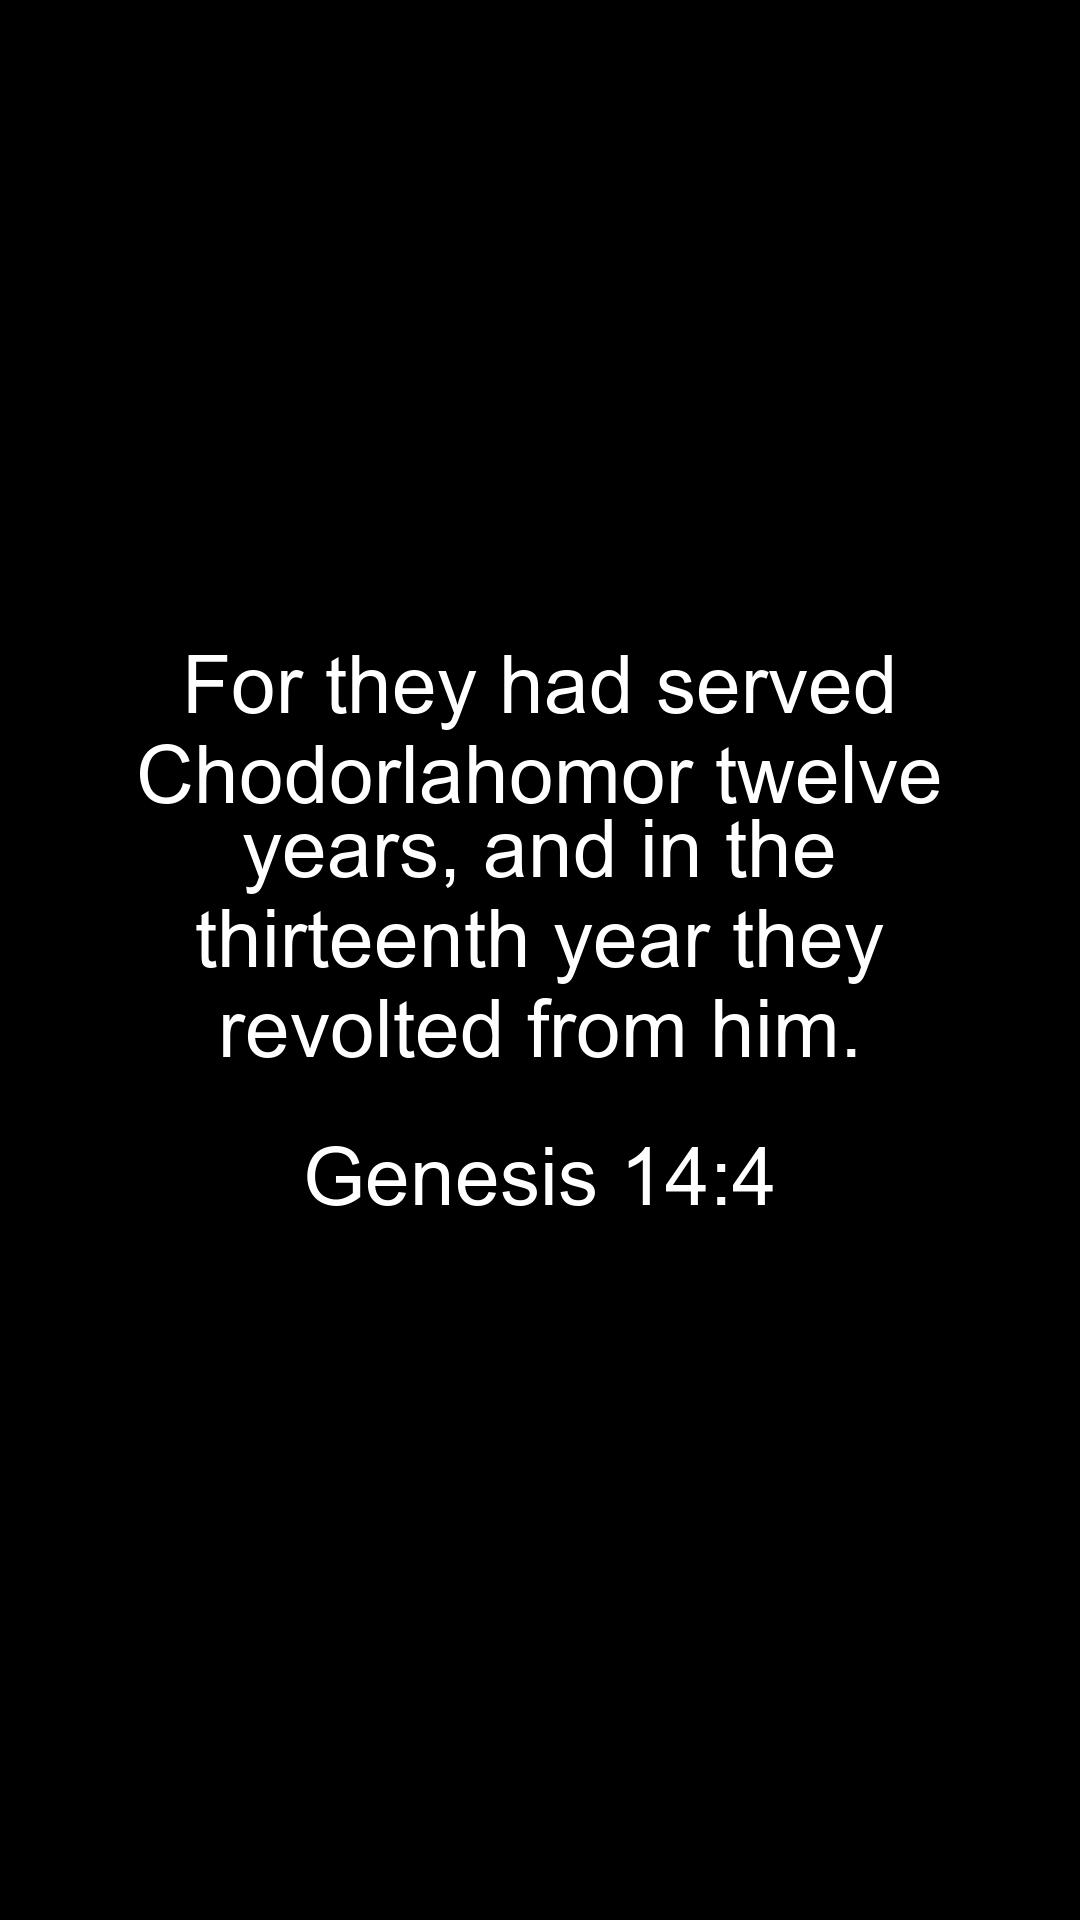 For they had served
Chodorlahomor twelve
years, and in the
thirteenth year they
revolted from him.
Genesis 14:4